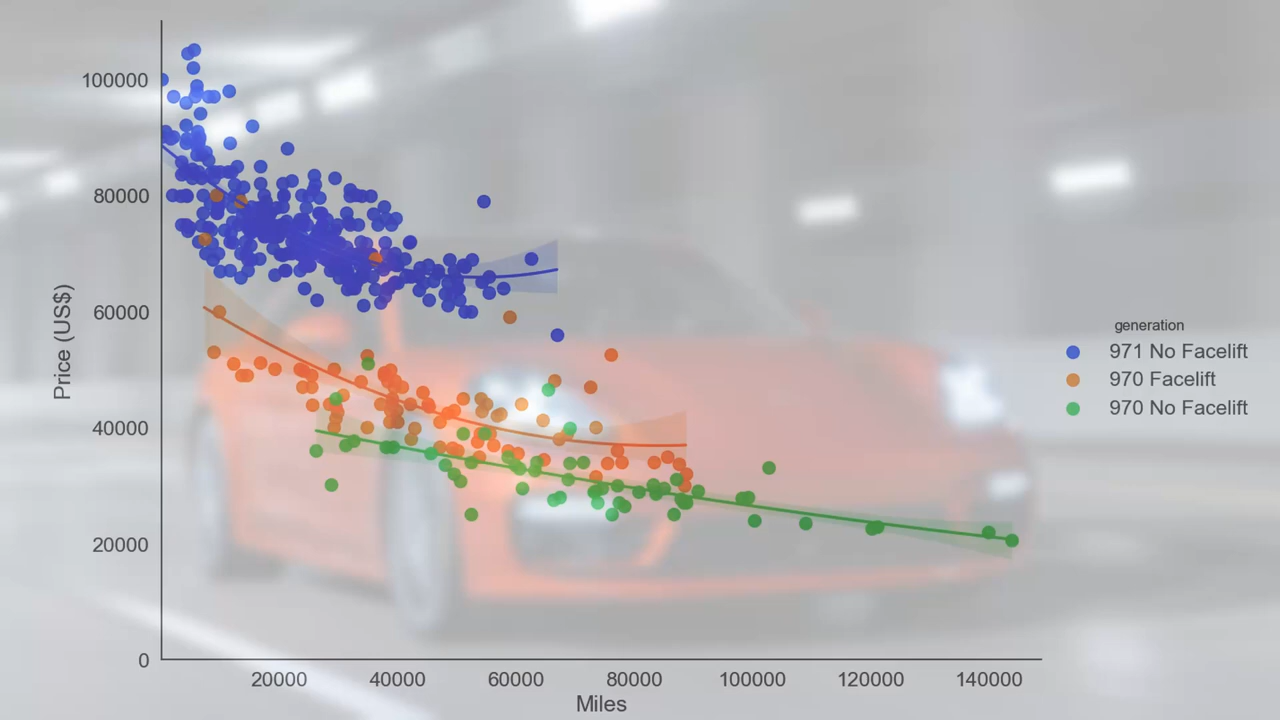 100000
80000
60000
40000
20000
0
Price (US$)
20000 40000 60000 80000 100000 120000 140000
Miles
generation
971 No Facelift
970 Facelift
970 No Facelift